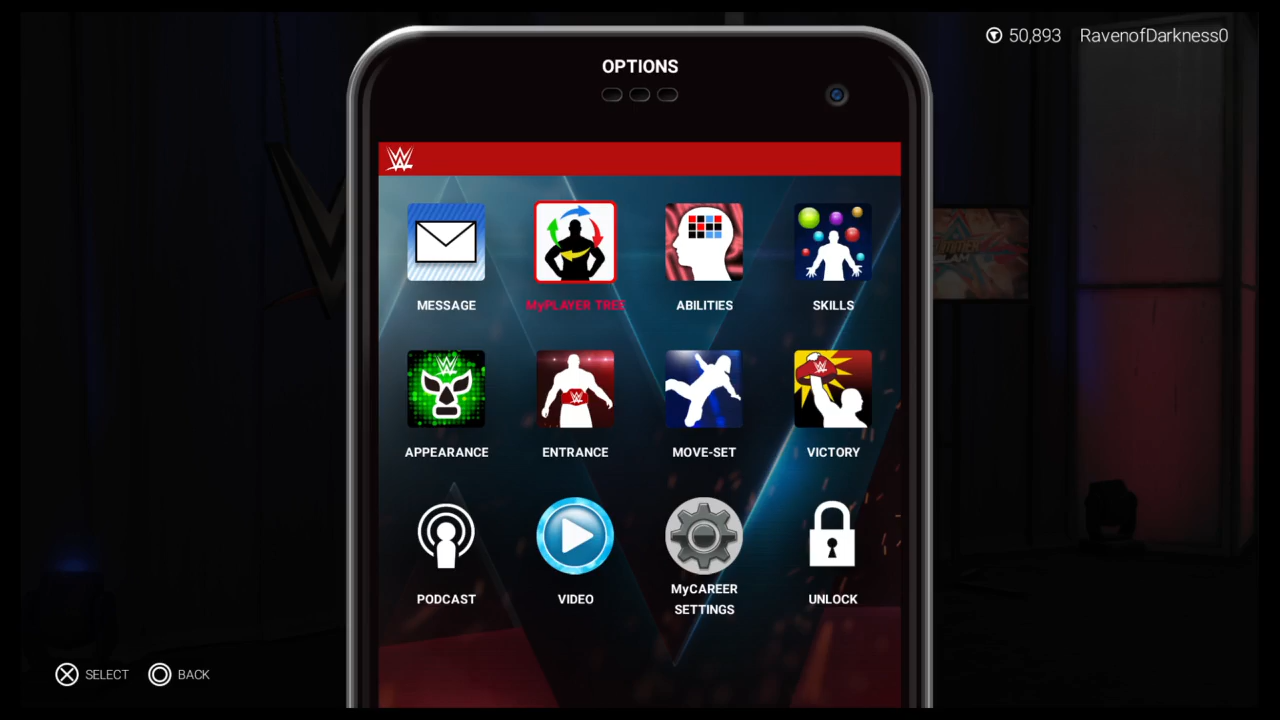 50,893 RavenofDarkness0
OPTIONS
MESSAGE
MyPLAYER TREE
ABILITIES
SKILLS
APPEARANCE
ENTRANCE
MOVE-SET
VICTORY
PODCAST
VIDEO
MyCAREER
SETTINGS
UNLOCK
SELECT
BACK